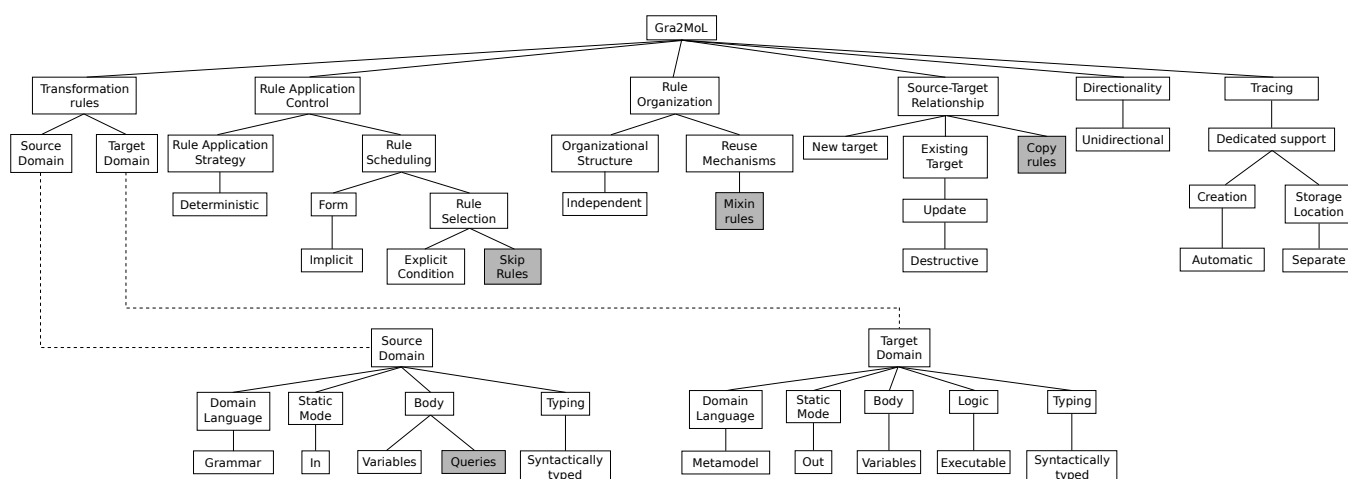 Gra2MoL
Transformation
rules
Rule Application
Control
Rule
Organization
Source-Target
Relationship
Directionality
Tracing
Source
Domain
Target
Domain
Rule Application
Strategy
Rule
Scheduling
Organizational
Structure
Reuse
Mechanisms
New target
Existing
Target
Copy
rules
Unidirectional
Dedicated support
Deterministic
Form
Rule
Selection
Independent
Mixin
rules
Update
Creation
Storage
Location
Implicit
Explicit
Condition
Skip
Rules
Destructive
Automatic
Separate
Source
Domain
Target
Domain
Domain
Language
Static
Mode
Body
Typing
Domain
Language
Static
Mode
Body
Logic
Typing
Grammar
In
Variables
Queries
Syntactically
typed
Metamodel
Out
Variables
Executable
Syntactically
typed